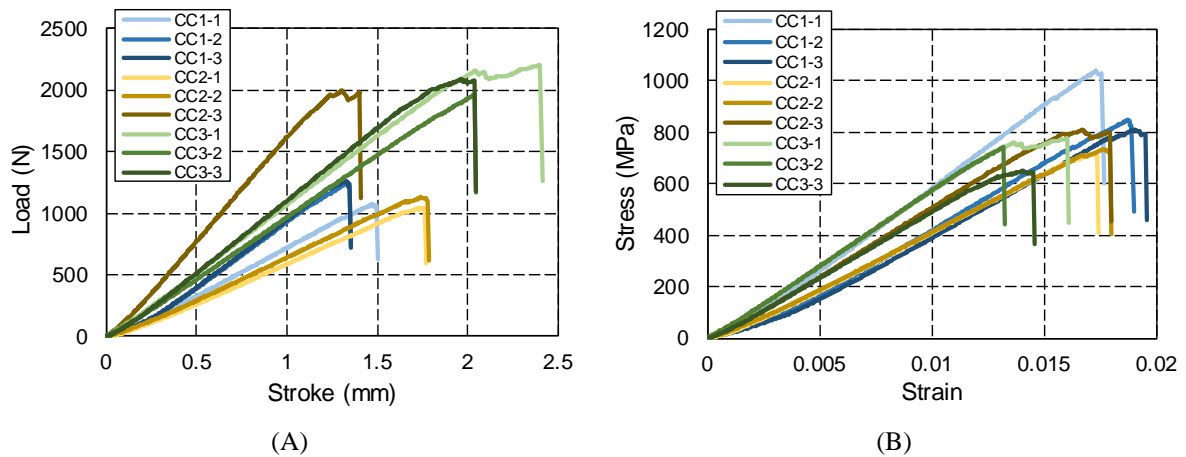 CC1-1
CC1-2
CC1-3
CC2-1
CC2-2
CC2-3
CC3-1
CC3-2
CC3-3
2500
2000
1500
1000
500
0
Load (N)
0 0.5 1 1.5 2 2.5
Stroke (mm)
(A)
CC1-1
CC1-2
CC1-3
CC2-1
CC2-2
CC2-3
CC3-1
CC3-2
CC3-3
1200
1000
800
600
400
200
0
Stress (MPa)
0 0.005 0.01 0.015 0.02
Strain
(B)